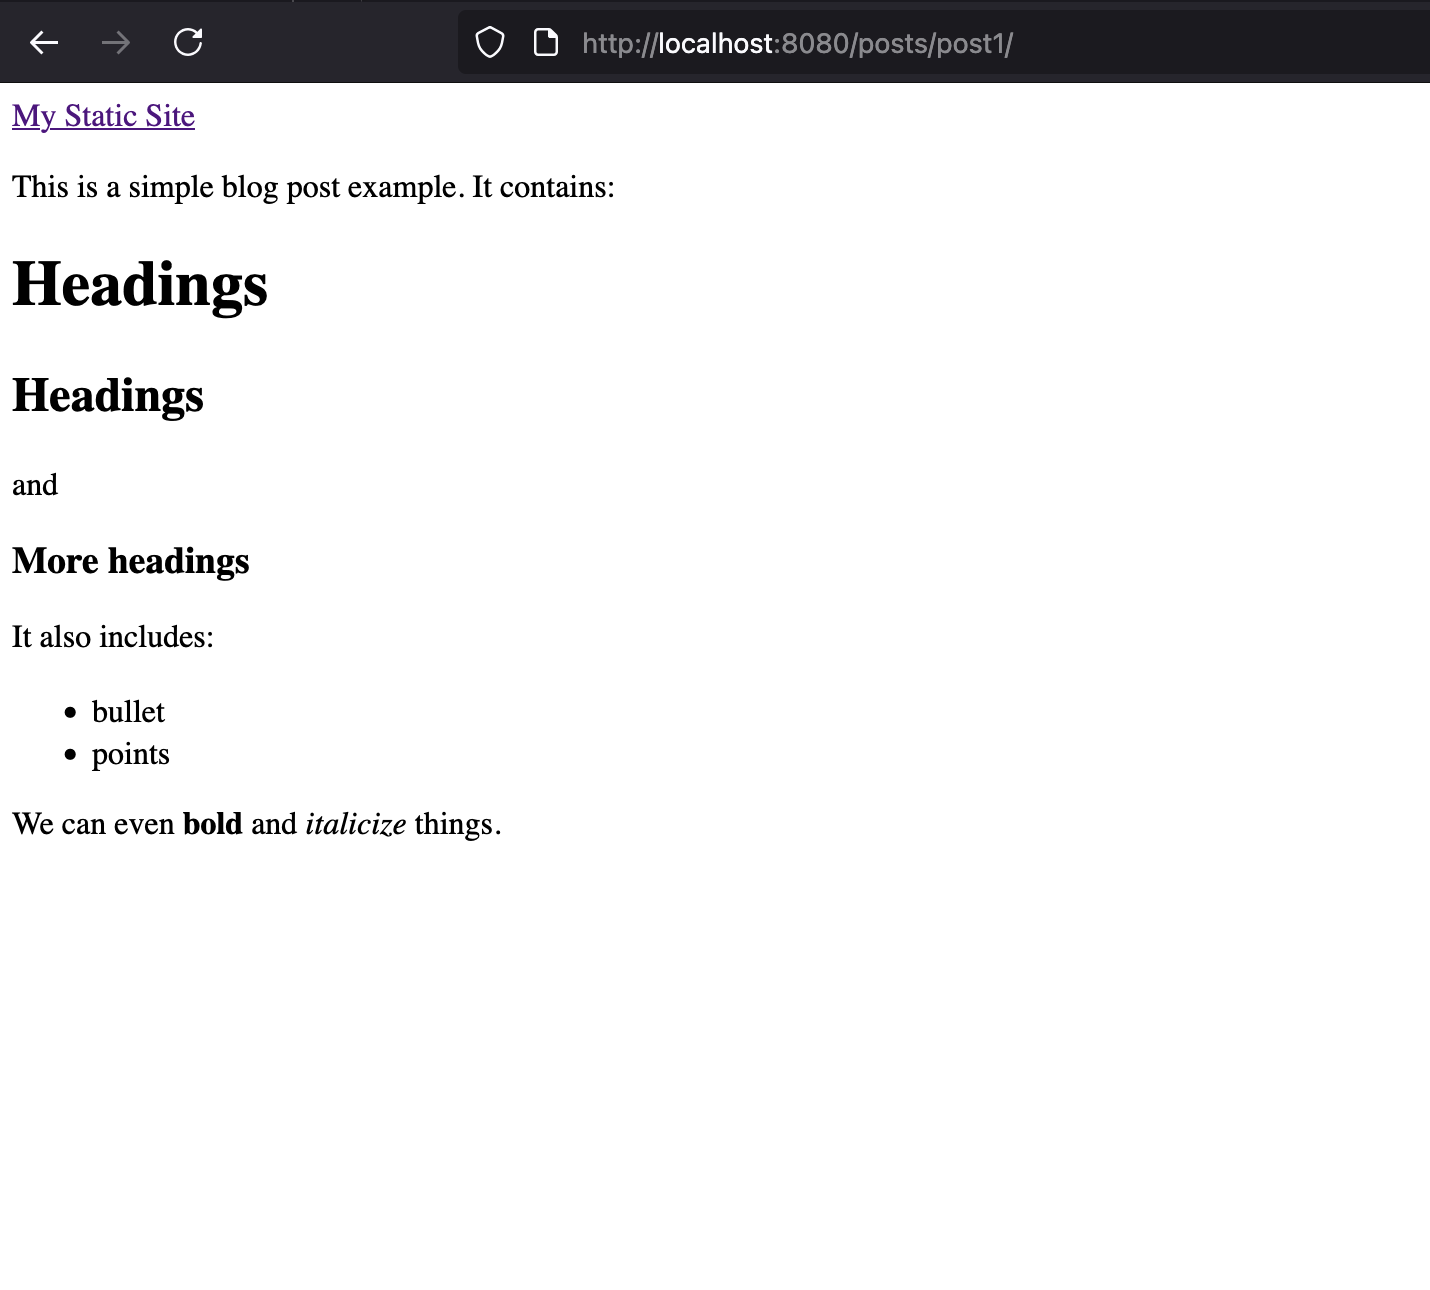 http://localhost:8080/posts/post1/
My Static Site
This is a simple blog post example. It contains:
Headings
Headings
and
More headings
It also includes:
bullet
points
We can even bold and italicize things.